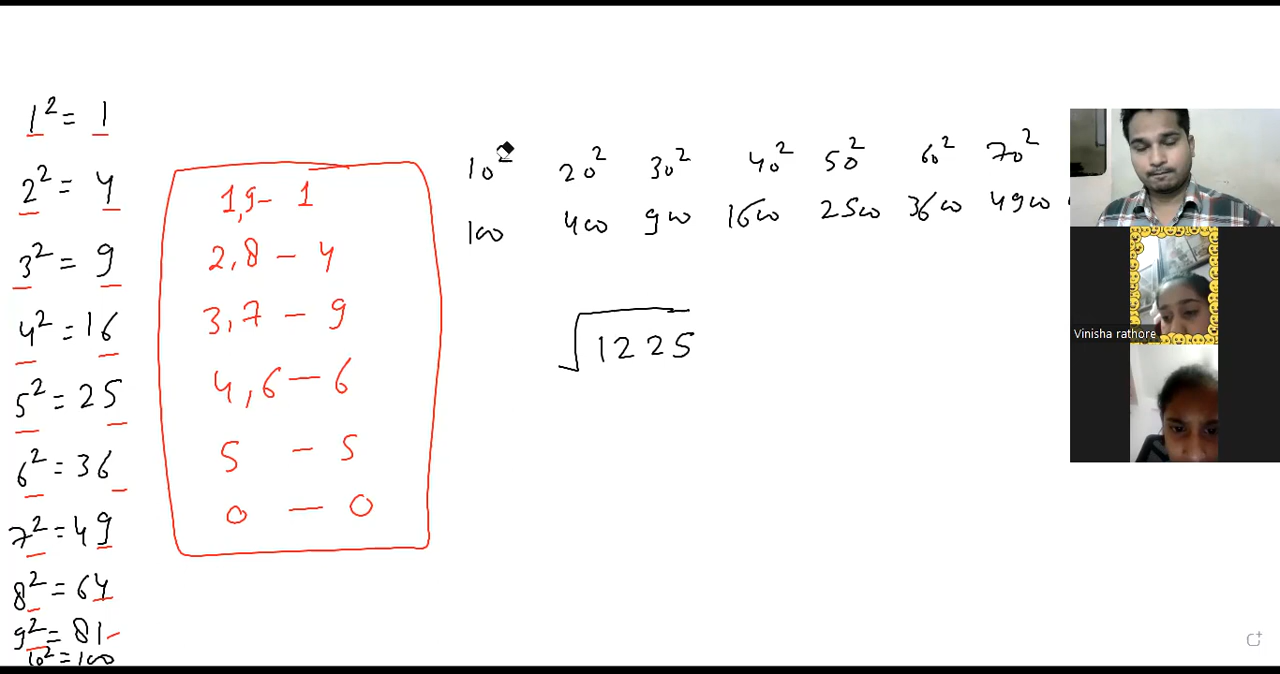 1² = 1
2² = 4
3² = 9
4² = 16
5² = 25
6² = 36
7² = 49
8² = 64
9² = 81
10² = 100
1,9 - 1
2,8 - 4
3,7 - 9
4,6 - 6
5 - 5
0 - 0
10² 20² 30² 40² 50² 60² 70²
100 400 900 1600 2500 3600 4900
√1225
Vinisha rathore